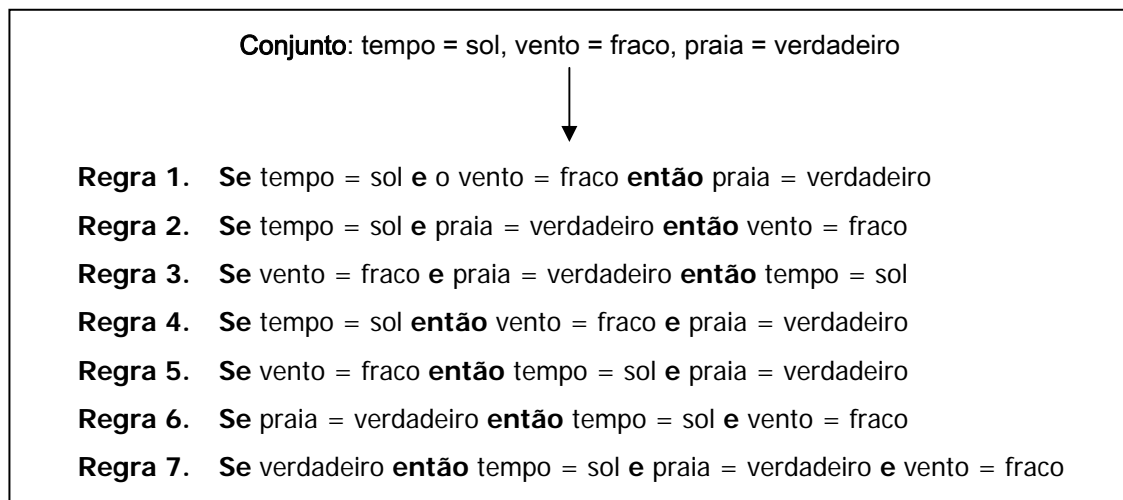 Conjunto: tempo = sol, vento = fraco, praia = verdadeiro
Regra 1. Se tempo = sol e o vento = fraco então praia = verdadeiro
Regra 2. Se tempo = sol e praia = verdadeiro então vento = fraco
Regra 3. Se vento = fraco e praia = verdadeiro então tempo = sol
Regra 4. Se tempo = sol então vento = fraco e praia = verdadeiro
Regra 5. Se vento = fraco então tempo = sol e praia = verdadeiro
Regra 6. Se praia = verdadeiro então tempo = sol e vento = fraco
Regra 7. Se verdadeiro então tempo = sol e praia = verdadeiro e vento = fraco